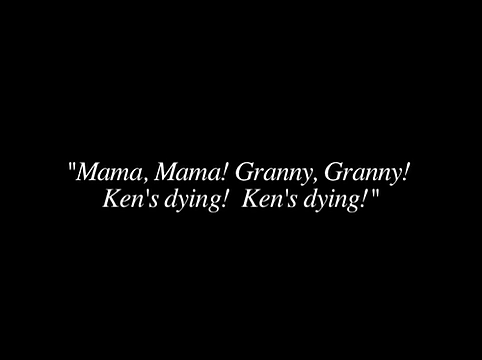 "Mama, Mama! Granny, Granny!
Ken's dying!  Ken's dying!"